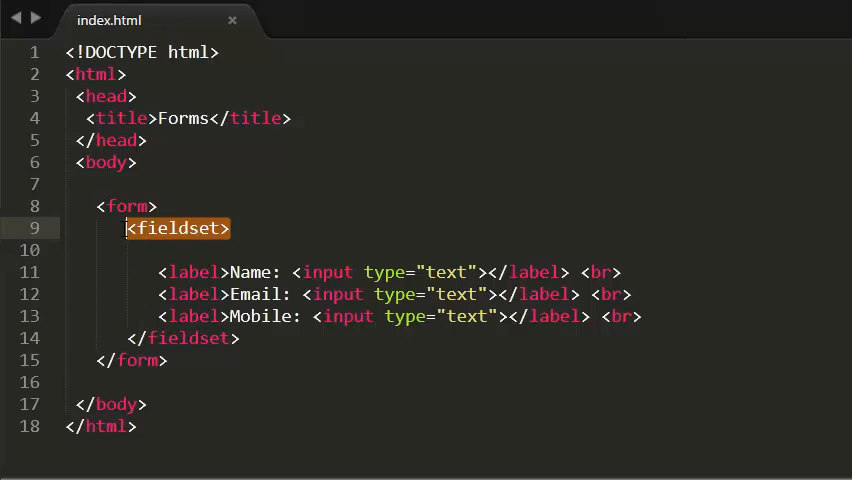 index.html
1 <!DOCTYPE html>
2 <html>
3 <head>
4 <title>Forms</title>
5 </head>
6 <body>
7
8 <form>
9 <fieldset>
10
11 <label>Name: <input type="text"></label> <br>
12 <label>Email: <input type="text"></label> <br>
13 <label>Mobile: <input type="text"></label> <br>
14 </fieldset>
15 </form>
16
17 </body>
18 </html>